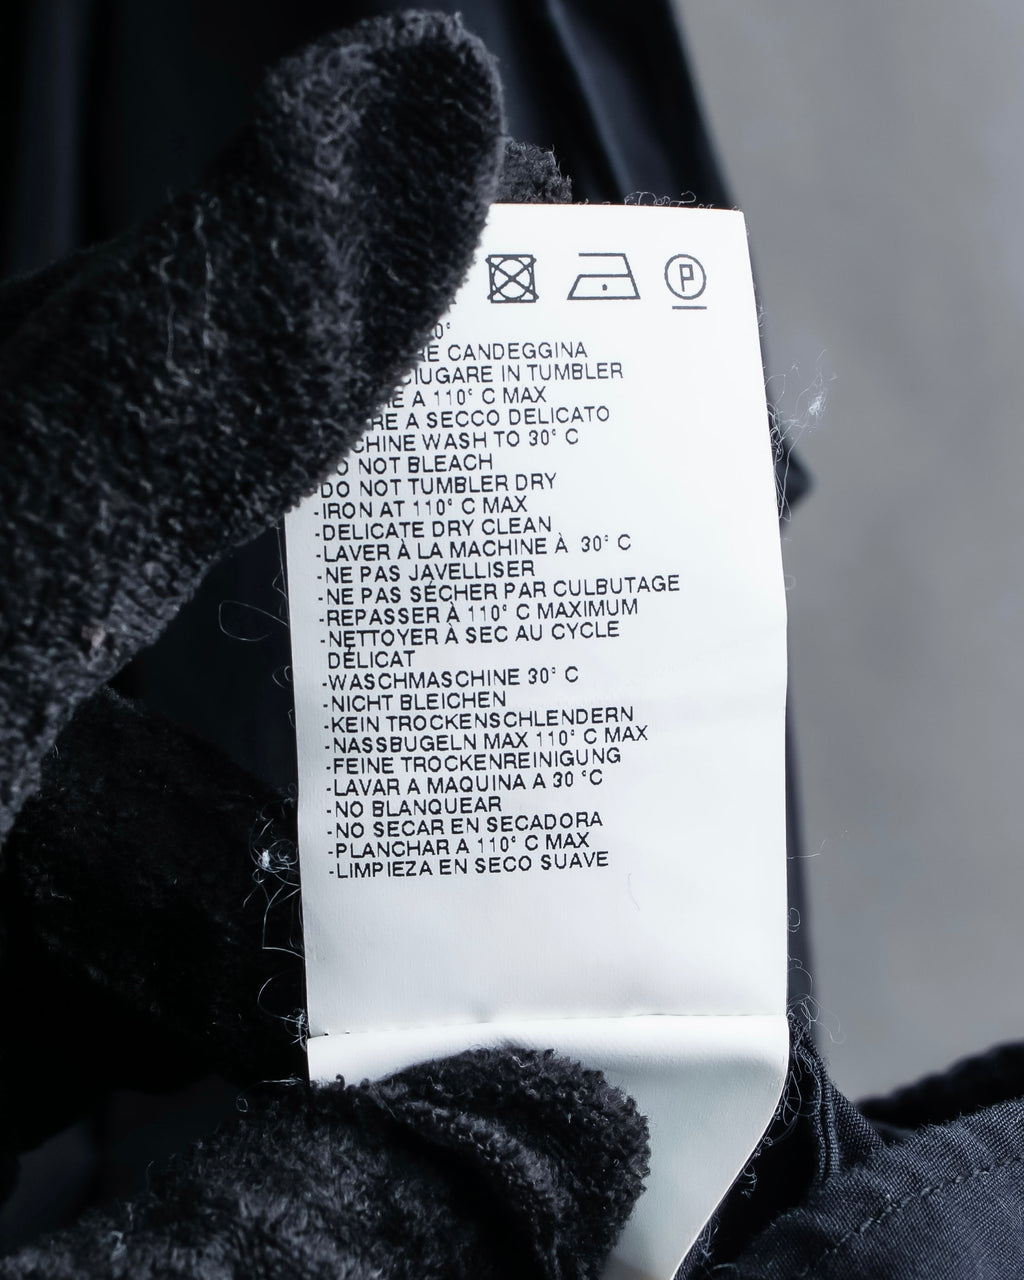 P
0°
RE CANDEGGINA
CIUGARE IN TUMBLER
RE A 110° C MAX
RE A SECCO DELICATO
CHINE WASH TO 30° C
DO NOT BLEACH
DO NOT TUMBLER DRY
-IRON AT 110° C MAX
-DELICATE DRY CLEAN
-LAVER À LA MACHINE À 30° C
-NE PAS JAVELLISER
-NE PAS SÉCHER PAR CULBUTAGE
-REPASSER À 110° C MAXIMUM
-NETTOYER À SEC AU CYCLE
DÉLICAT
-WASCHMASCHINE 30° C
-NICHT BLEICHEN
-KEIN TROCKENSCHLENDERN
-NASSBUGELN MAX 110° C MAX
-FEINE TROCKENREINIGUNG
-LAVAR A MAQUINA A 30 °C
-NO BLANQUEAR
-NO SECAR EN SECADORA
-PLANCHAR A 110° C MAX
-LIMPIEZA EN SECO SUAVE